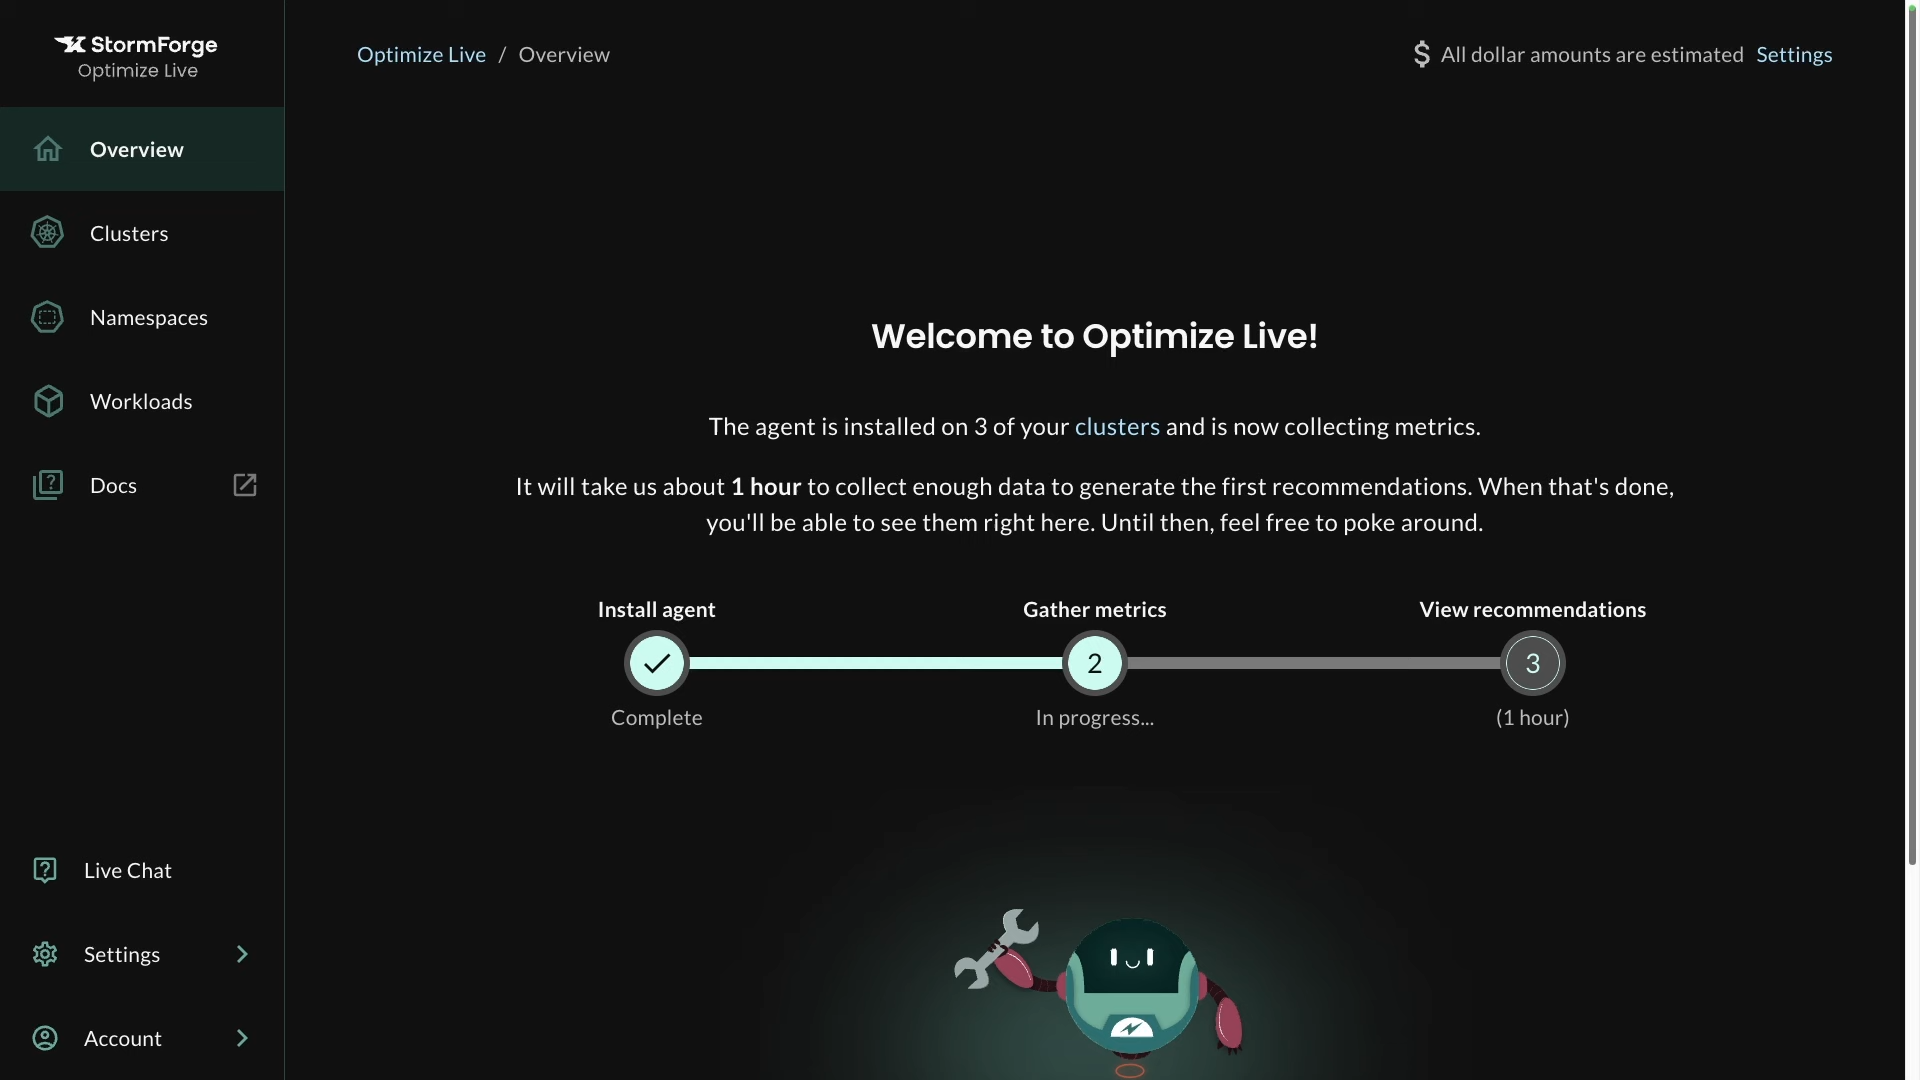 StormForge
Optimize Live
Overview
Clusters
Namespaces
Workloads
Docs
Live Chat
Settings
Account
Optimize Live / Overview
$ All dollar amounts are estimated Settings
Welcome to Optimize Live!
The agent is installed on 3 of your clusters and is now collecting metrics.
It will take us about 1 hour to collect enough data to generate the first recommendations. When that's done,
you'll be able to see them right here. Until then, feel free to poke around.
Install agent
Gather metrics
View recommendations
2
3
Complete
In progress...
(1 hour)